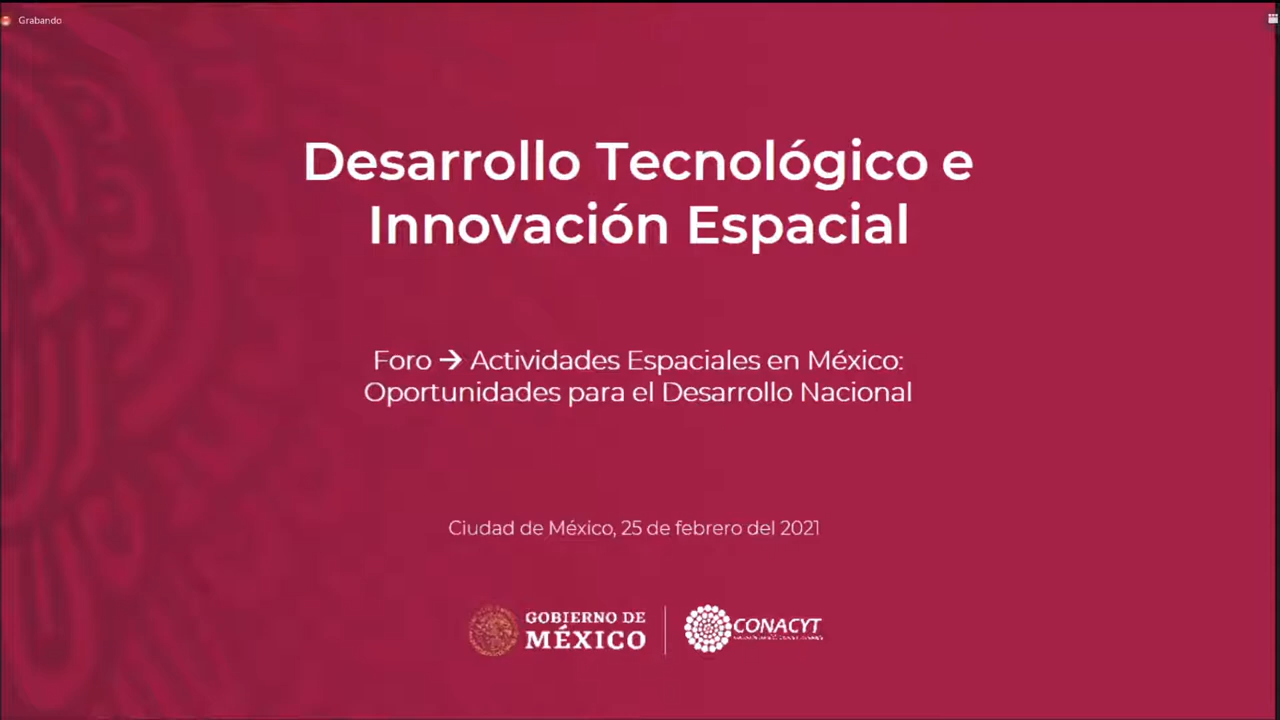 Grabando
Desarrollo Tecnológico e
Innovación Espacial
Foro → Actividades Espaciales en México:
Oportunidades para el Desarrollo Nacional
Ciudad de México, 25 de febrero del 2021
GOBIERNO DE
MÉXICO
CONACYT